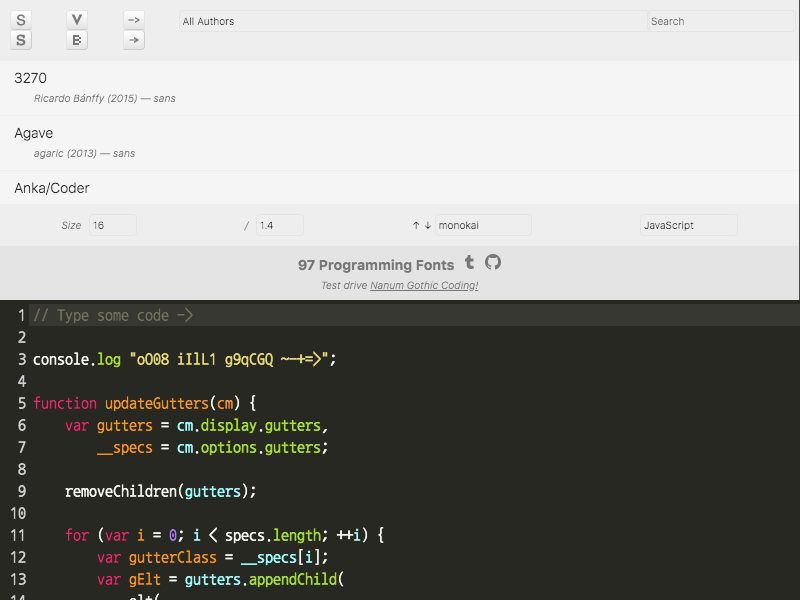 S V -> All Authors Search
S B →
3270
Ricardo Bánffy (2015) — sans
Agave
agaric (2013) — sans
Anka/Coder
Size 16 / 1.4 ↑ ↓ monokai JavaScript
97 Programming Fonts
Test drive Nanum Gothic Coding!
1 // Type some code ->
2
3 console.log "oO08 iIlL1 g9qCGQ ~-+=>";
4
5 function updateGutters(cm) {
6 var gutters = cm.display.gutters,
7 __specs = cm.options.gutters;
8
9 removeChildren(gutters);
10
11 for (var i = 0; i < specs.length; ++i) {
12 var gutterClass = __specs[i];
13 var gElt = gutters.appendChild(
14 elt(